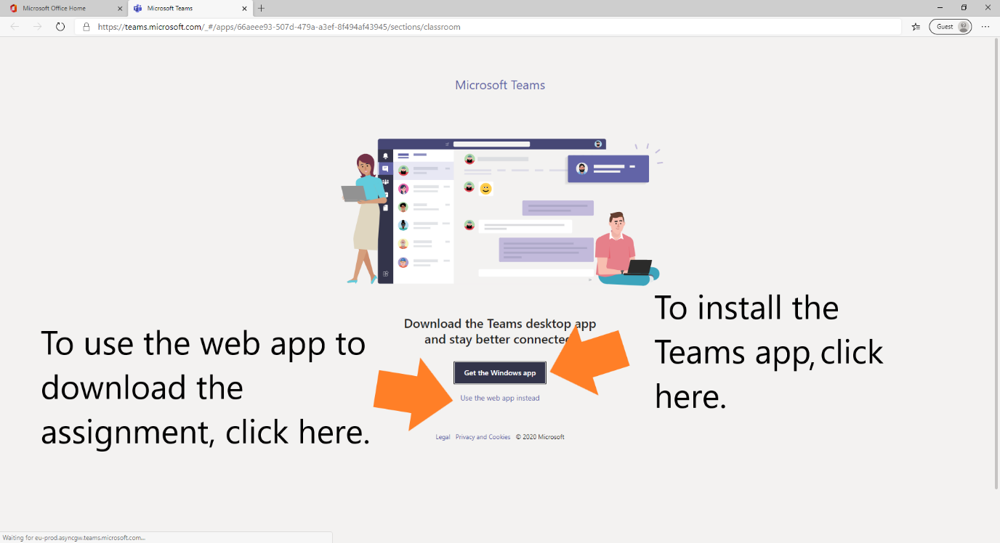 Microsoft Office Home
Microsoft Teams
https://teams.microsoft.com/_#/apps/66aeee93-507d-479a-a3ef-8f494af43945/sections/classroom
Guest
Microsoft Teams
Download the Teams desktop app
and stay better connected
Get the Windows app
Use the web app instead
Legal Privacy and Cookies © 2020 Microsoft
To use the web app to
download the
assignment, click here.
To install the
Teams app, click
here.
Waiting for eu-prod.asyncgw.teams.microsoft.com...